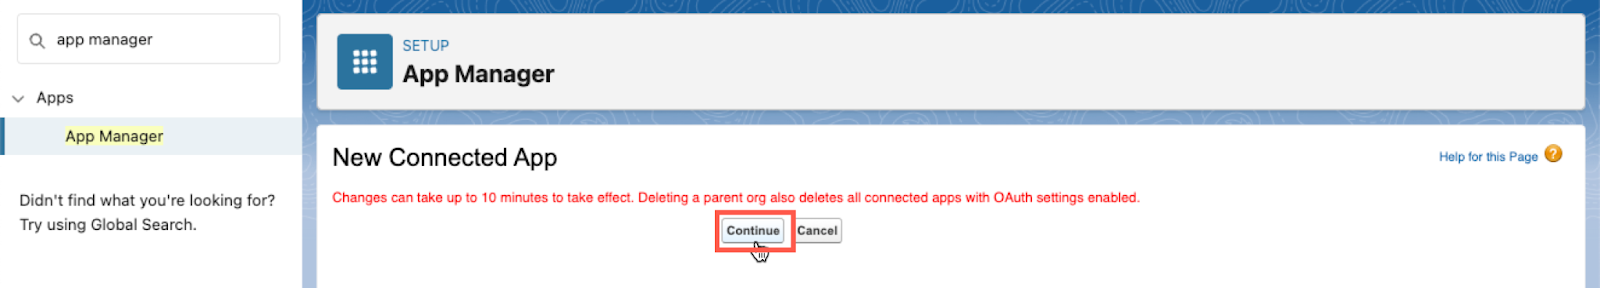 app manager
Apps
App Manager
Didn't find what you're looking for?
Try using Global Search.
SETUP
App Manager
New Connected App
Help for this Page ?
Changes can take up to 10 minutes to take effect. Deleting a parent org also deletes all connected apps with OAuth settings enabled.
Continue Cancel